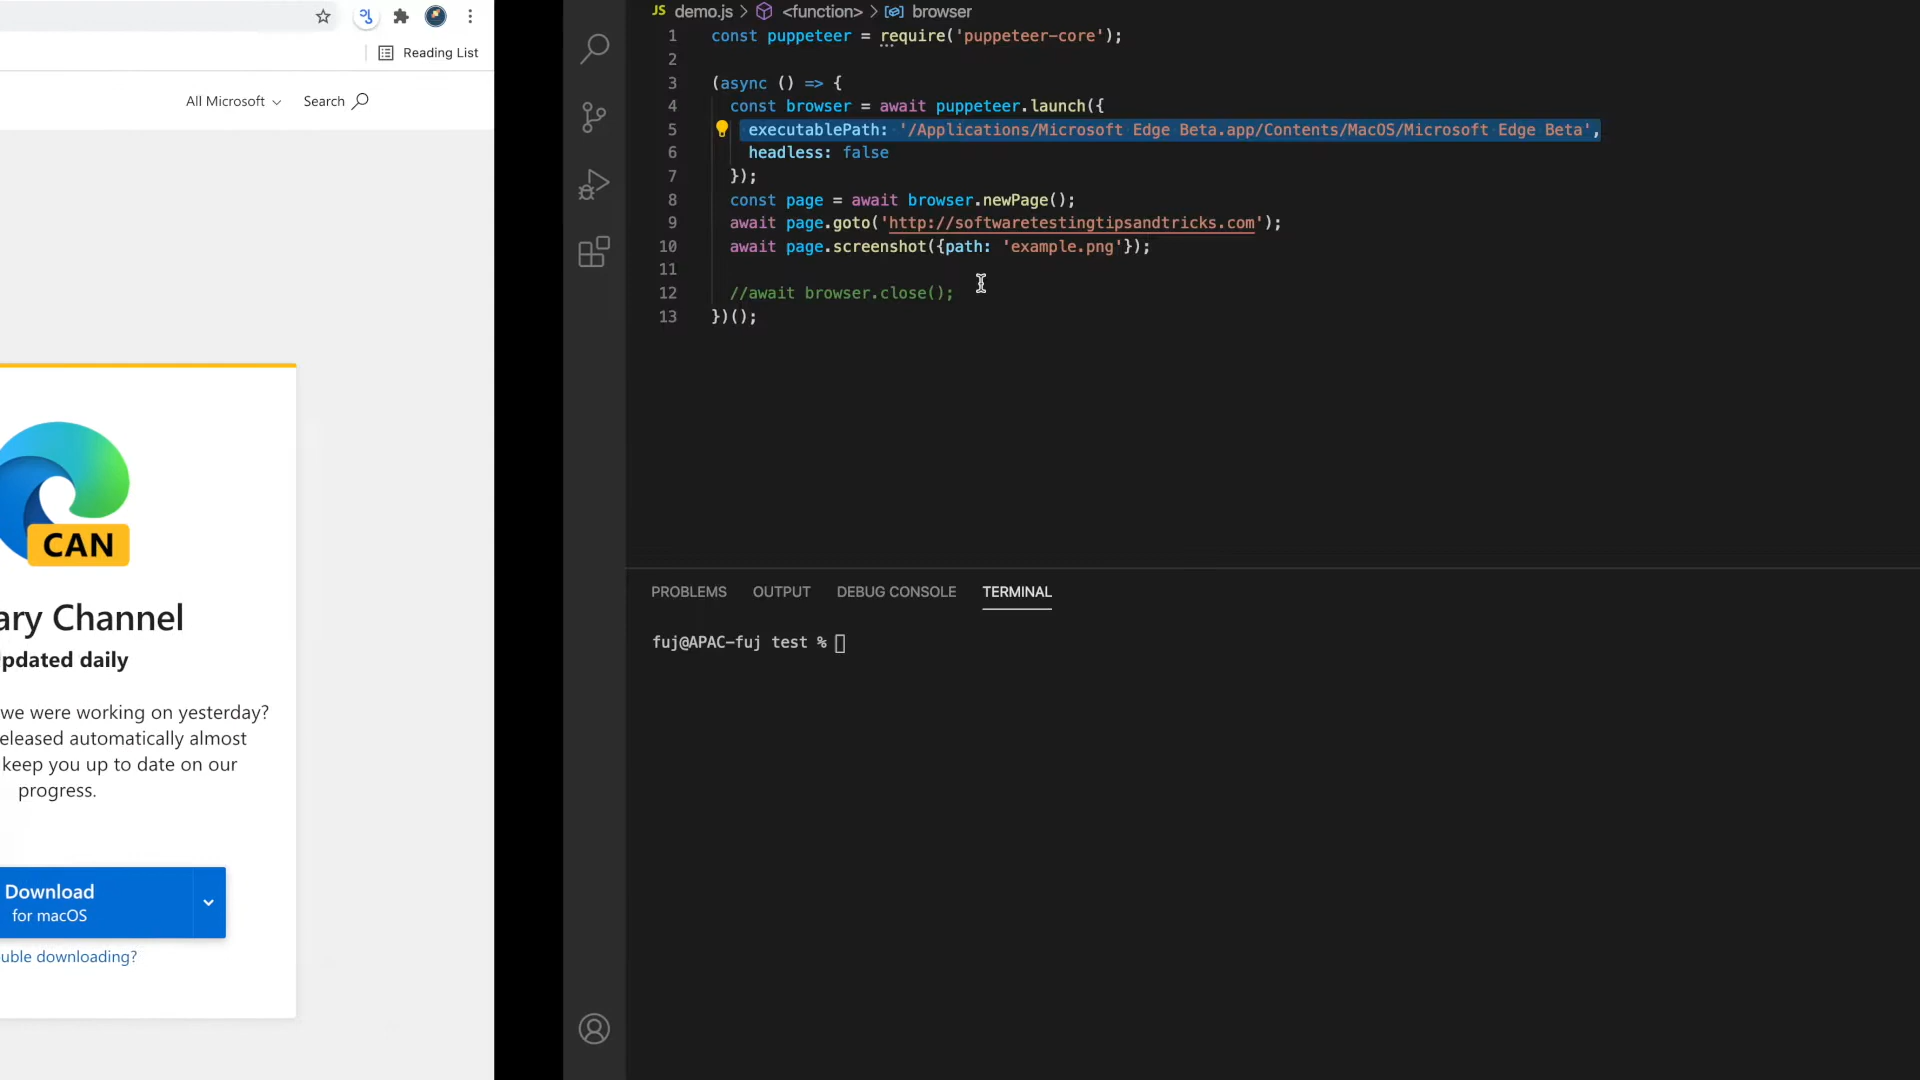 Reading List
All Microsoft
Search
CAN
ary Channel
pdated daily
we were working on yesterday?
eleased automatically almost
keep you up to date on our
progress.
Download
for macOS
uble downloading?
JS demo.js > <function> > browser
1 const puppeteer = require('puppeteer-core');
2
3 (async () => {
4 const browser = await puppeteer.launch({
5 executablePath: '/Applications/Microsoft Edge Beta.app/Contents/MacOS/Microsoft Edge Beta',
6 headless: false
7 });
8 const page = await browser.newPage();
9 await page.goto('http://softwaretestingtipsandtricks.com');
10 await page.screenshot({path: 'example.png'});
11
12 //await browser.close();
13 })();
PROBLEMS OUTPUT DEBUG CONSOLE TERMINAL
fuj@APAC-fuj test %